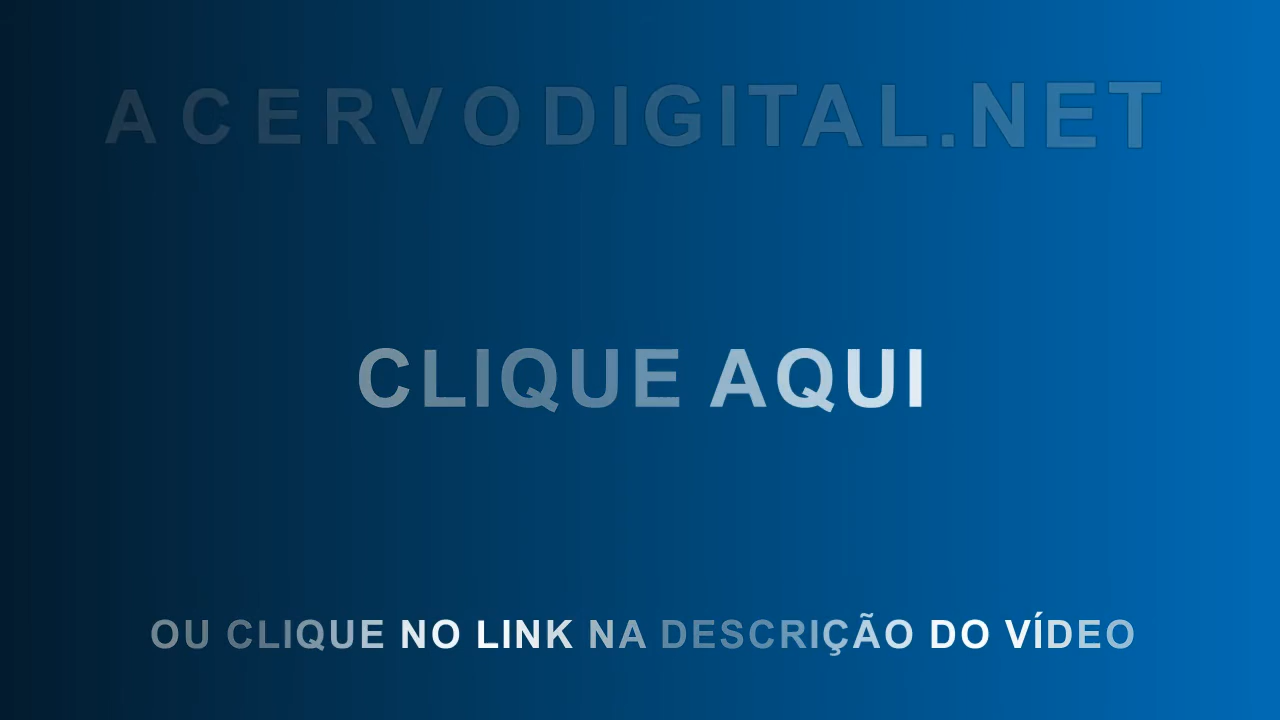 ACERVODIGITAL.NET
CLIQUE AQUI
OU CLIQUE NO LINK NA DESCRIÇÃO DO VÍDEO